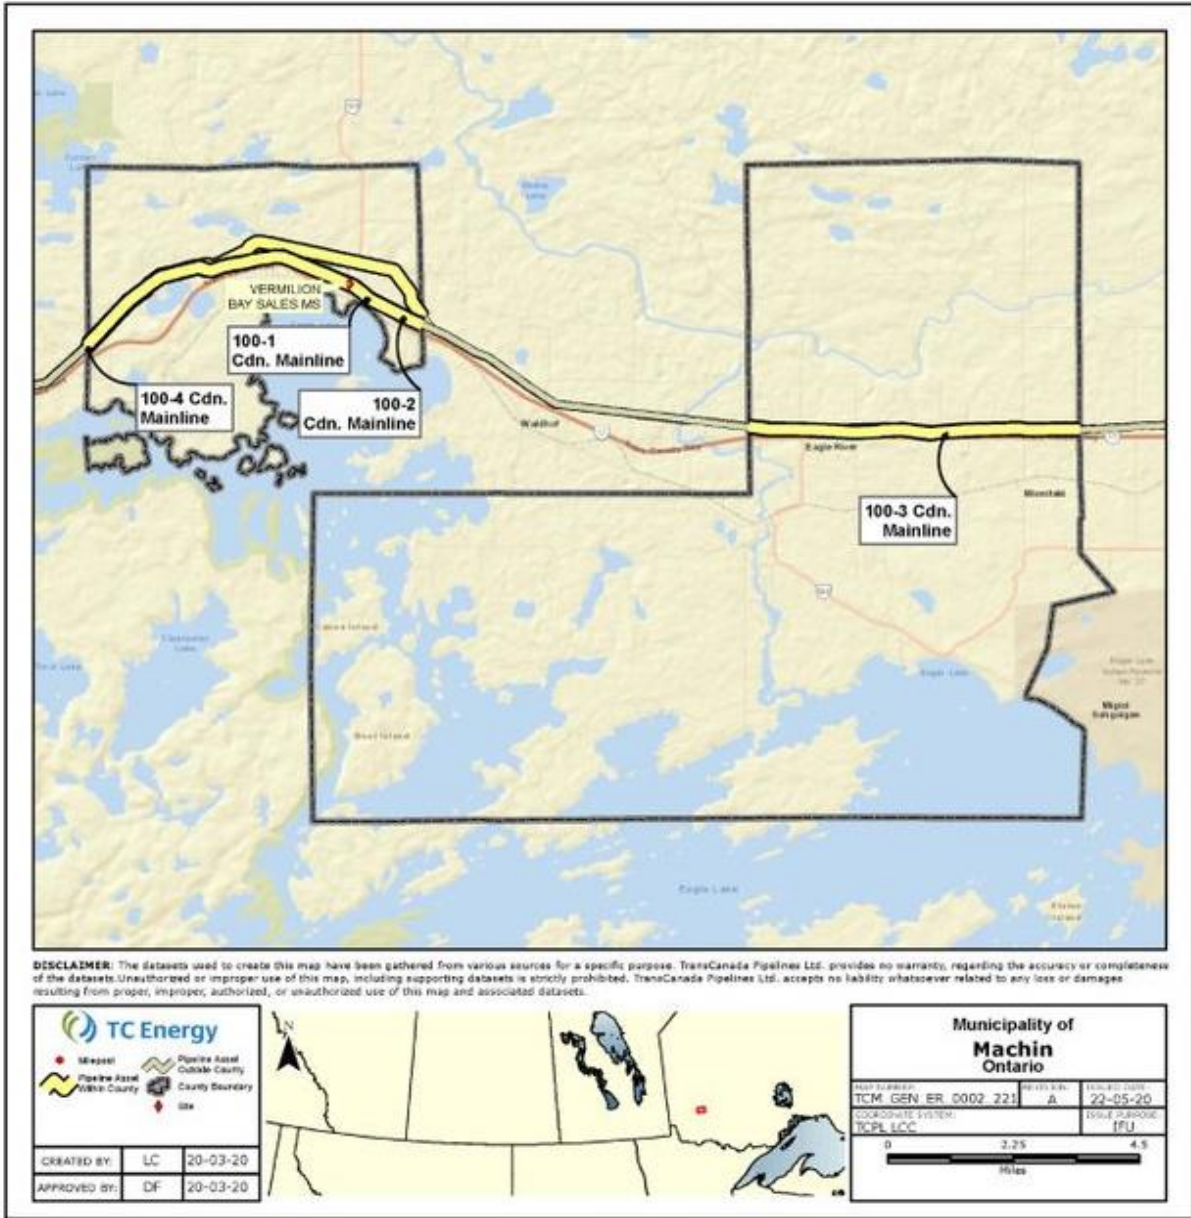 VERMILION
BAY SALES MS
100-1
Cdn. Mainline
100-4 Cdn.
Mainline
100-2
Cdn. Mainline
Waldhof
Eagle River
100-3 Cdn.
Mainline
Clearwater
Lake
Eagle Lake
Migisi
Sahgaigan
Eagle Lake
DISCLAIMER: The datasets used to create this map have been gathered from various sources for a specific purpose. TransCanada Pipelines Ltd. provides no warranty, regarding the accuracy or completeness
of the datasets.Unauthorized or improper use of this map, including supporting datasets is strictly prohibited. TransCanada Pipelines Ltd. accepts no liability whatsoever related to any loss or damages
resulting from proper, improper, authorized, or unauthorized use of this map and associated datasets.
TC Energy
Milepost
Pipeline Asset
Outside County
Pipeline Asset
Within County
County Boundary
Site
CREATED BY: LC 20-03-20
APPROVED BY: DF 20-03-20
N
Municipality of
Machin
Ontario
MAP NUMBER: REVISION: ISSUED DATE:
TCM_GEN_ER_0002_221 A 22-05-20
COORDINATE SYSTEM: ISSUE PURPOSE:
TCPL LCC IFU
0 2.25 4.5
Miles